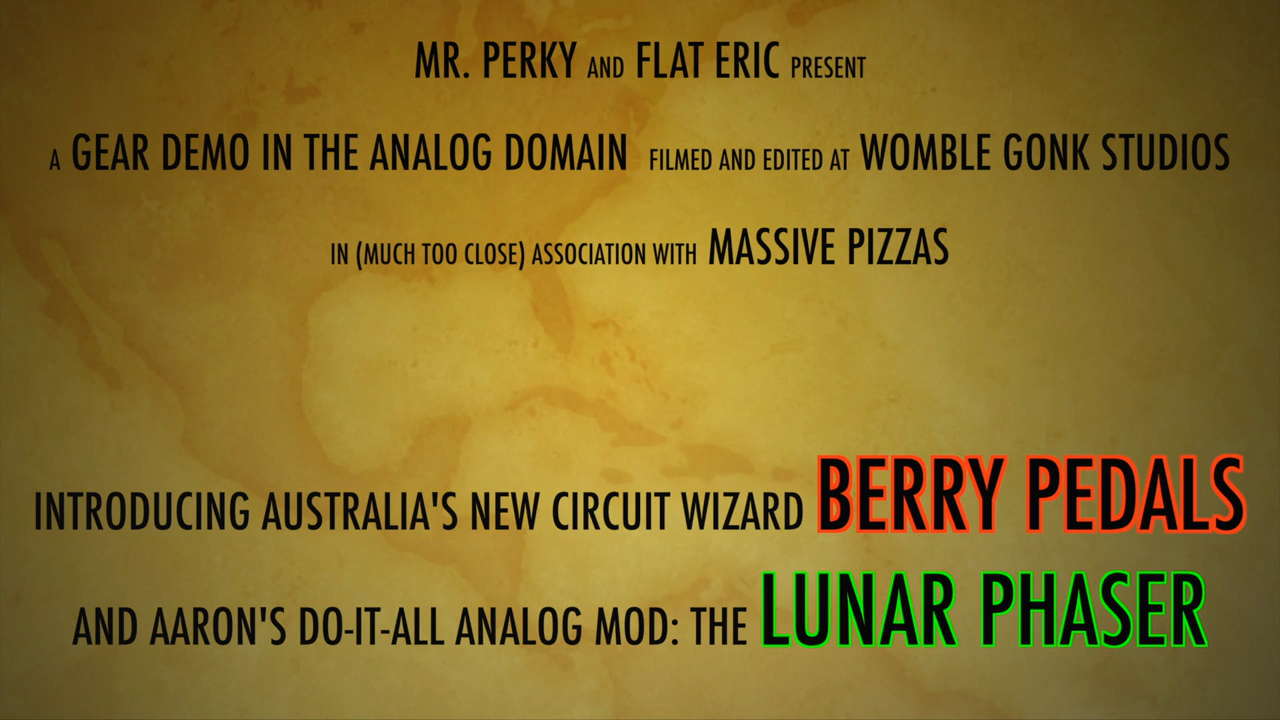 MR. PERKY AND FLAT ERIC PRESENT
A GEAR DEMO IN THE ANALOG DOMAIN FILMED AND EDITED AT WOMBLE GONK STUDIOS
IN (MUCH TOO CLOSE) ASSOCIATION WITH MASSIVE PIZZAS
INTRODUCING AUSTRALIA'S NEW CIRCUIT WIZARD BERRY PEDALS
AND AARON'S DO-IT-ALL ANALOG MOD: THE LUNAR PHASER